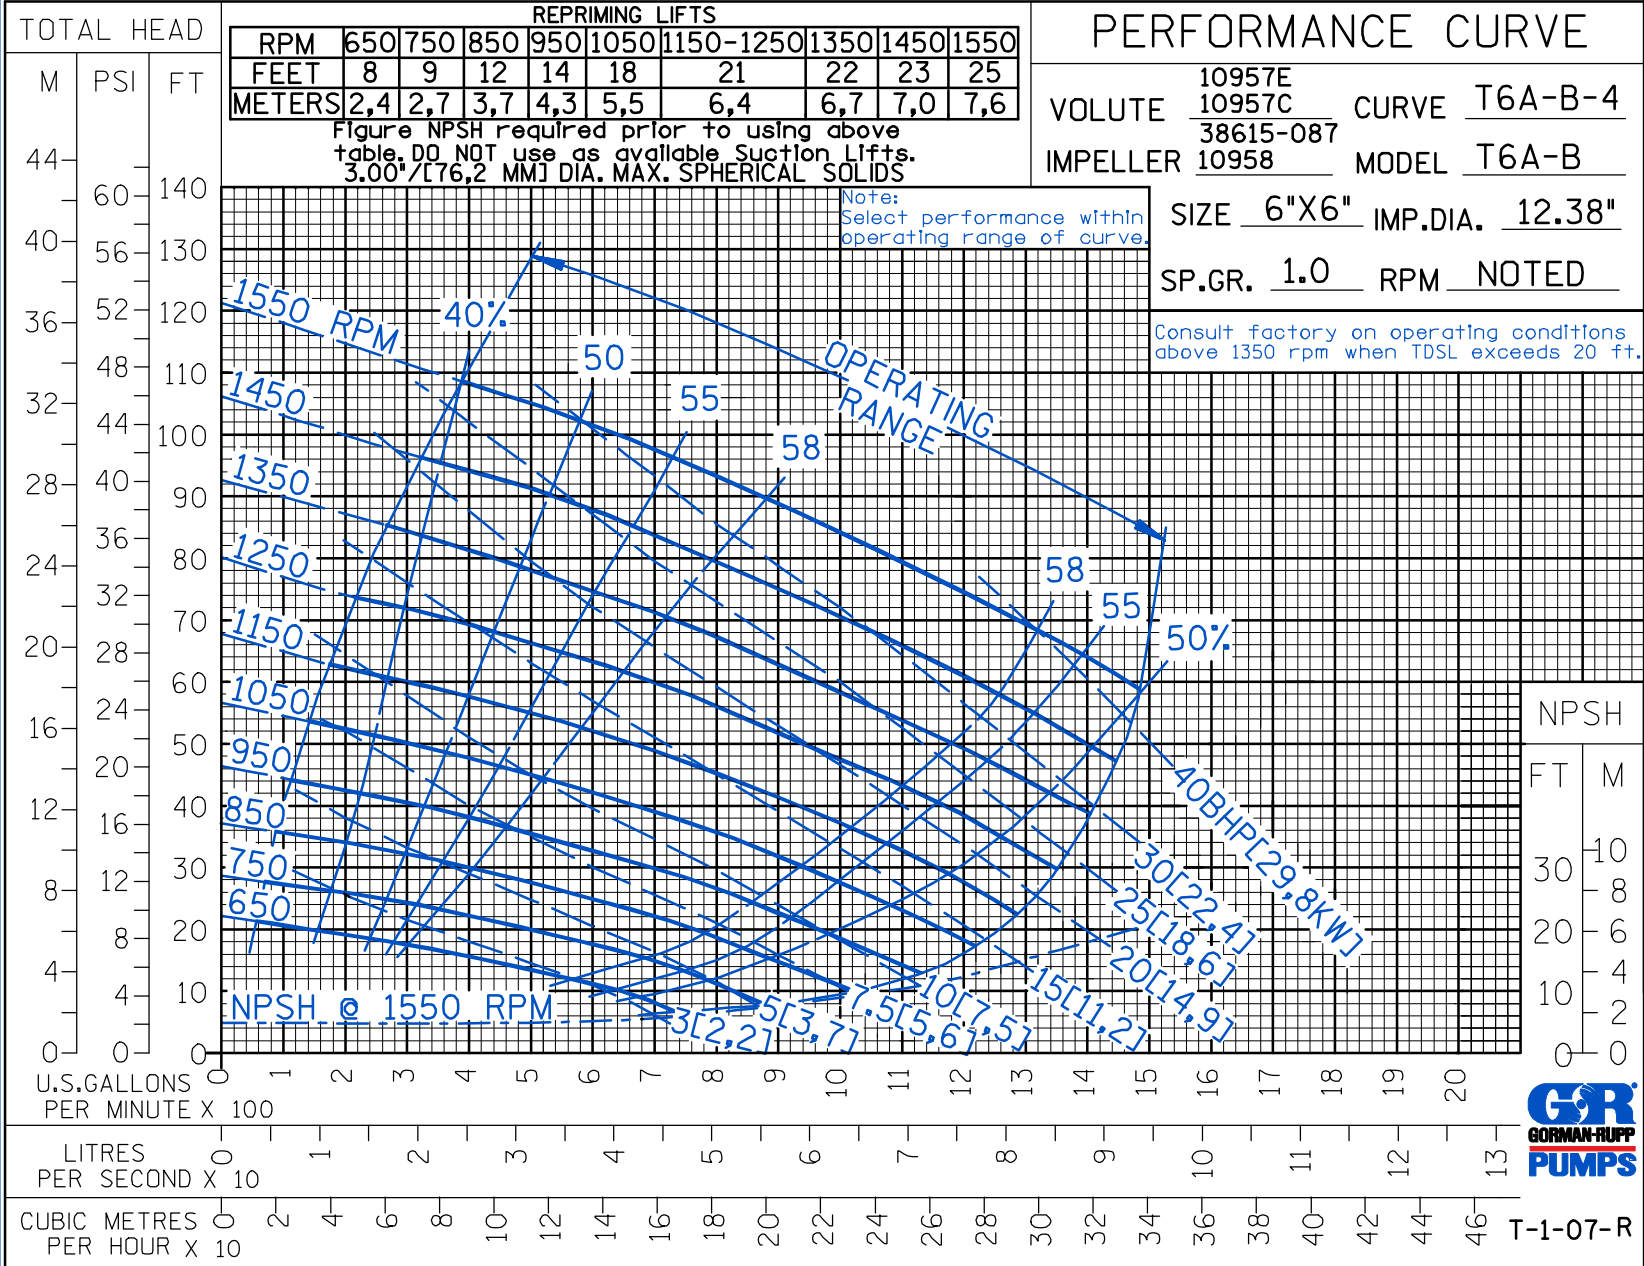 TOTAL HEAD
M PSI FT
REPRIMING LIFTS
RPM 650 750 850 950 1050 1150-1250 1350 1450 1550
FEET 8 9 12 14 18 21 22 23 25
METERS 2,4 2,7 3,7 4,3 5,5 6,4 6,7 7,0 7,6
Figure NPSH required prior to using above
table. DO NOT use as available Suction Lifts.
3.00"/[76,2 MM] DIA. MAX. SPHERICAL SOLIDS
PERFORMANCE CURVE
VOLUTE 10957E
10957C
CURVE T6A-B-4
IMPELLER 38615-087
10958
MODEL T6A-B
SIZE 6"X6" IMP.DIA. 12.38"
SP.GR. 1.0 RPM NOTED
Note:
Select performance within
operating range of curve.
Consult factory on operating conditions
above 1350 rpm when TDSL exceeds 20 ft.
44
40
36
32
28
24
20
16
12
8
4
0
60
56
52
48
44
40
36
32
28
24
20
16
12
8
4
0
140
130
120
110
100
90
80
70
60
50
40
30
20
10
0
1550 RPM
1450
1350
1250
1150
1050
950
850
750
650
40%
50
55
58
OPERATING
RANGE
58
55
50%
40BHP[29,8KW]
30[22,4]
25[18,6]
20[14,9]
15[11,2]
10[7,5]
7.5[5,6]
5[3,7]
3[2,2]
NPSH @ 1550 RPM
NPSH
FT M
30
20
10
0
10
8
6
4
2
0
U.S.GALLONS
PER MINUTE X 100
0 1 2 3 4 5 6 7 8 9 10 11 12 13 14 15 16 17 18 19 20
LITRES
PER SECOND X 10
0 1 2 3 4 5 6 7 8 9 10 11 12 13
CUBIC METRES
PER HOUR X 10
0 2 4 6 8 10 12 14 16 18 20 22 24 26 28 30 32 34 36 38 40 42 44 46
GR
GORMAN-RUPP
PUMPS
T-1-07-R